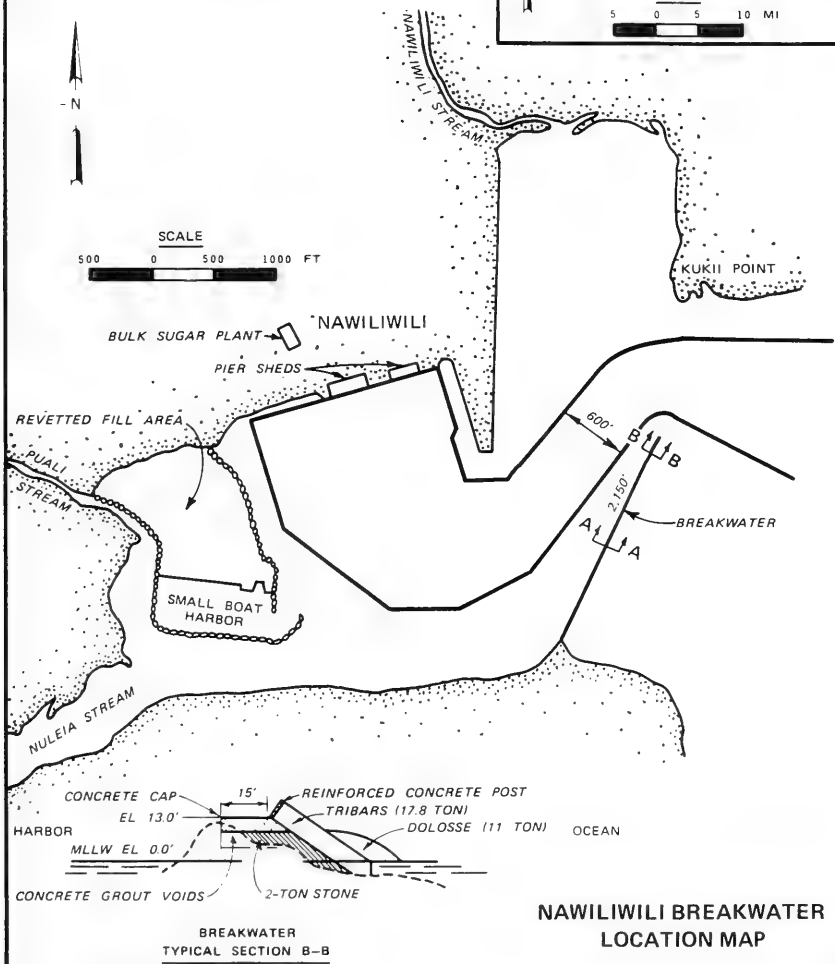 5 0 5 10 MI
N
NAWILIWILI STREAM
SCALE
500 0 500 1000 FT
KUKII POINT
NAWILIWILI
BULK SUGAR PLANT
PIER SHEDS
REVETTED FILL AREA
600'
B
B
PUALI
STREAM
2,150'
BREAKWATER
A
A
SMALL BOAT
HARBOR
NULEIA STREAM
15'
CONCRETE CAP
REINFORCED CONCRETE POST
EL 13.0'
TRIBARS (17.8 TON)
HARBOR
DOLOSSE (11 TON)
OCEAN
MLLW EL 0.0'
CONCRETE GROUT VOIDS
2-TON STONE
BREAKWATER
TYPICAL SECTION B-B
NAWILIWILI BREAKWATER
LOCATION MAP